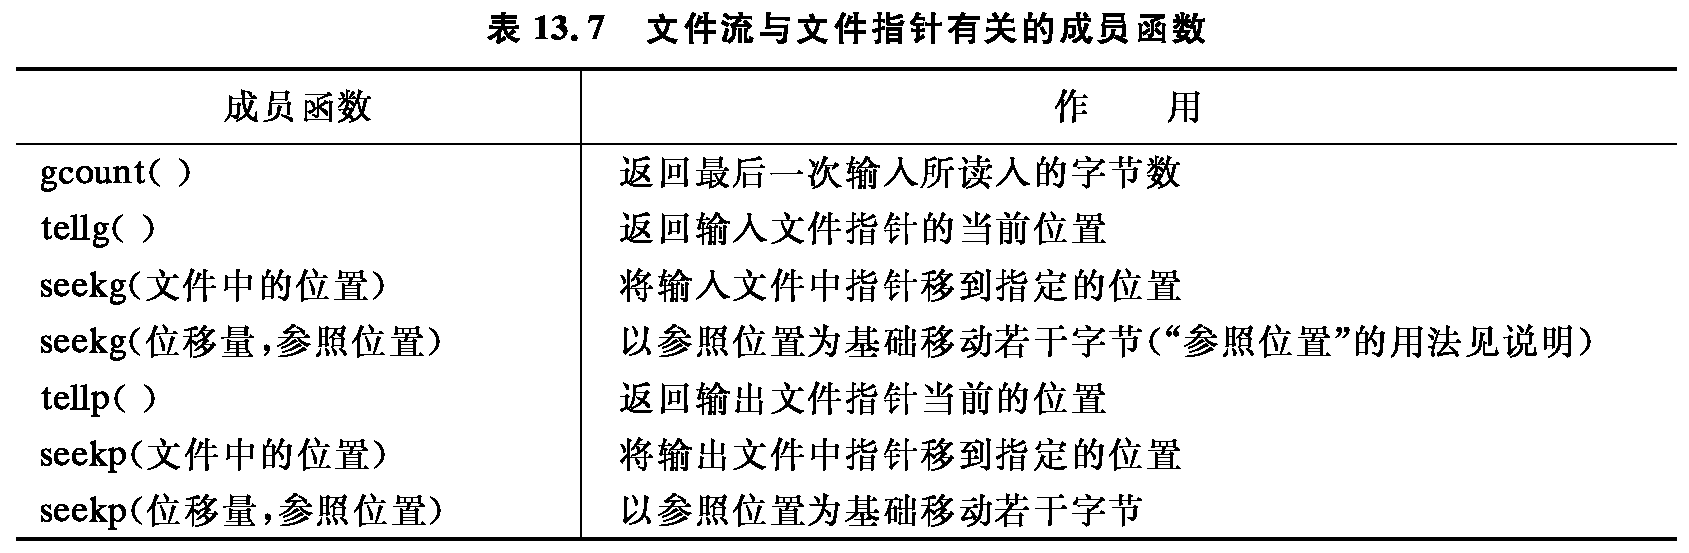 表 13.7 文件流与文件指针有关的成员函数
成员函数 作 用
gcount( ) 返回最后一次输入所读入的字节数
tellg( ) 返回输入文件指针的当前位置
seekg(文件中的位置) 将输入文件中指针移到指定的位置
seekg(位移量,参照位置) 以参照位置为基础移动若干字节(“参照位置”的用法见说明)
tellp( ) 返回输出文件指针当前的位置
seekp(文件中的位置) 将输出文件中指针移到指定的位置
seekp(位移量,参照位置) 以参照位置为基础移动若干字节